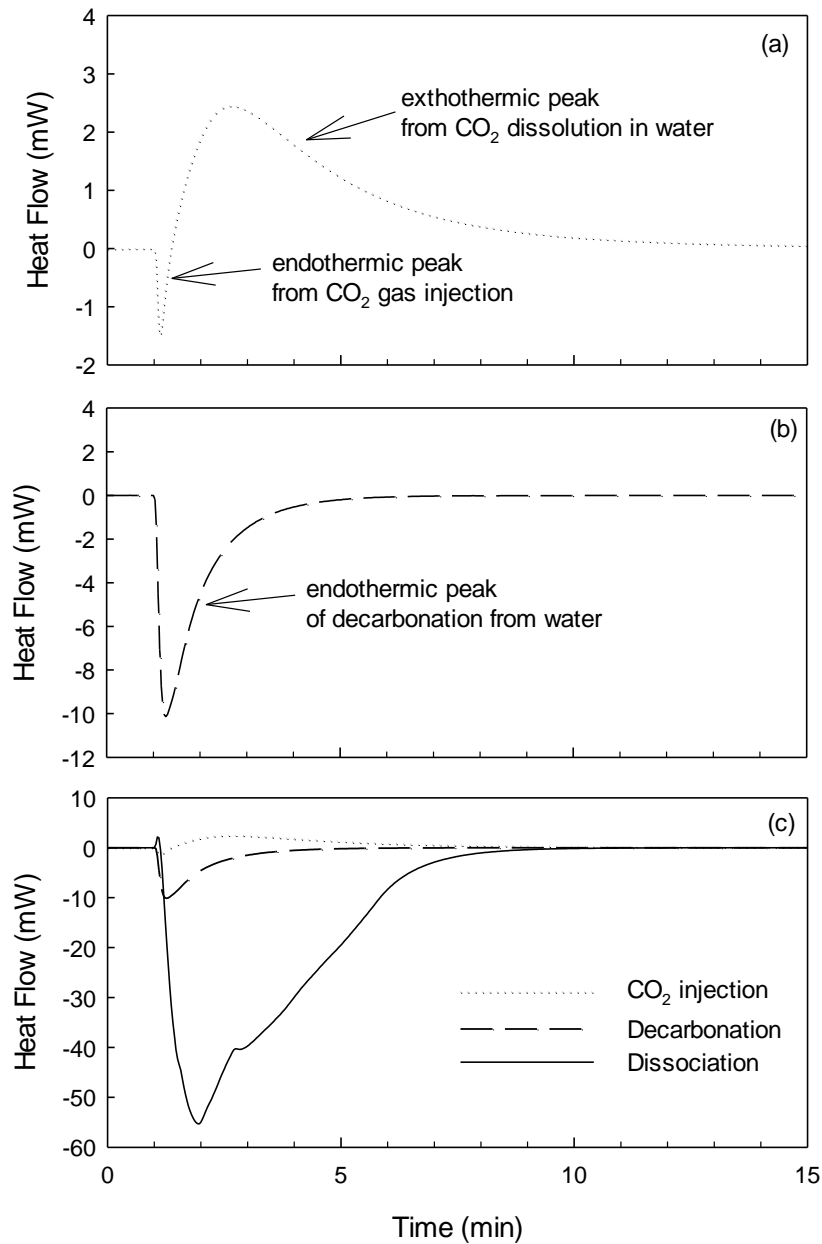 (a)
4
3
2
1
0
-1
-2
Heat Flow (mW)
exthothermic peak
from CO₂ dissolution in water
endothermic peak
from CO₂ gas injection
(b)
4
2
0
-2
-4
-6
-8
-10
-12
Heat Flow (mW)
endothermic peak
of decarbonation from water
(c)
10
0
-10
-20
-30
-40
-50
-60
Heat Flow (mW)
CO₂ injection
Decarbonation
Dissociation
0 5 10 15
Time (min)